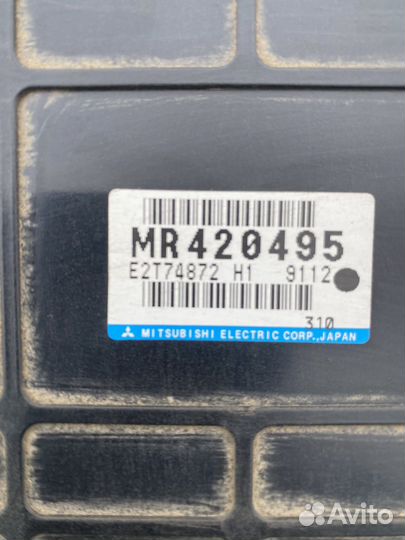 MR420495
E2T74872 H1 9112
310
MITSUBISHI ELECTRIC CORP.,JAPAN
Avito